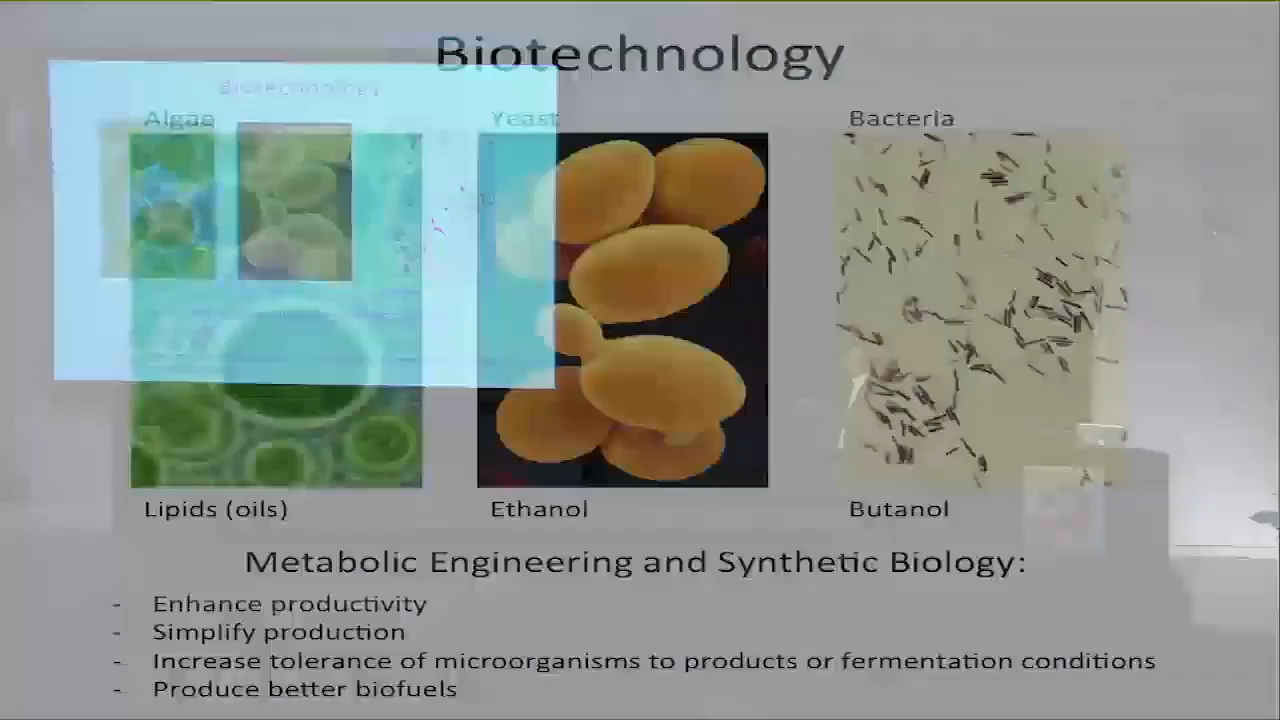 Biotechnology
Biotechnology
Algae
Yeast
Bacteria
Lipids (oils)
Ethanol
Butanol
Metabolic Engineering and Synthetic Biology:
- Enhance productivity
- Simplify production
- Increase tolerance of microorganisms to products or fermentation conditions
- Produce better biofuels